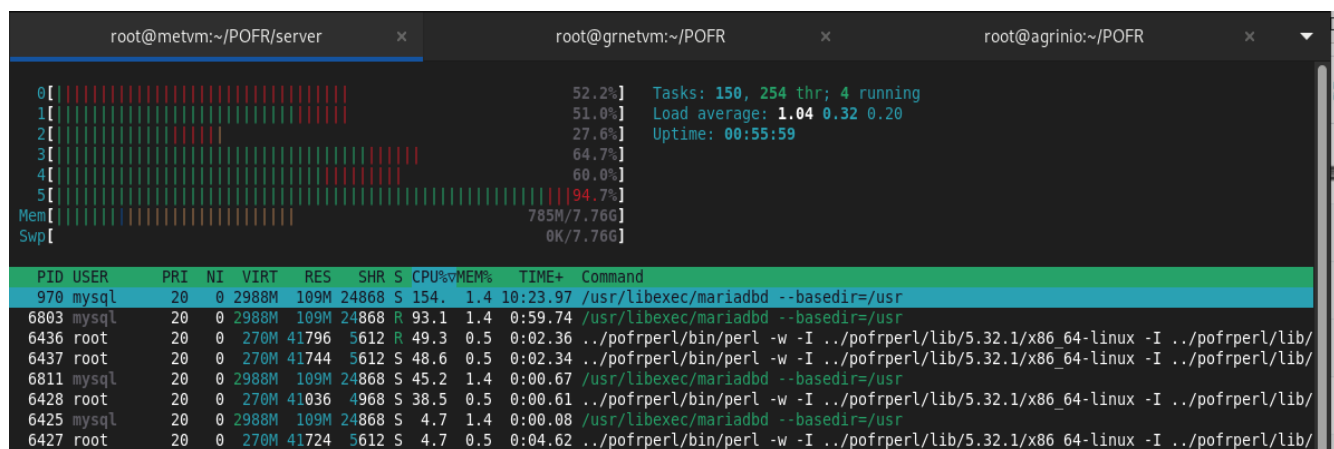 root@metvm:~/POFR/server × root@grnetvm:~/POFR × root@agrinio:~/POFR ×
0[ 52.2%] Tasks: 150, 254 thr; 4 running
1[ 51.0%] Load average: 1.04 0.32 0.20
2[ 27.6%] Uptime: 00:55:59
3[ 64.7%]
4[ 60.0%]
5[ 94.7%]
Mem[ 785M/7.76G]
Swp[ 0K/7.76G]
PID USER PRI NI VIRT RES SHR S CPU%▽MEM% TIME+ Command
970 mysql 20 0 2988M 109M 24868 S 154. 1.4 10:23.97 /usr/libexec/mariadbd --basedir=/usr
6803 mysql 20 0 2988M 109M 24868 R 93.1 1.4 0:59.74 /usr/libexec/mariadbd --basedir=/usr
6436 root 20 0 270M 41796 5612 R 49.3 0.5 0:02.36 ../pofrperl/bin/perl -w -I ../pofrperl/lib/5.32.1/x86_64-linux -I ../pofrperl/lib/
6437 root 20 0 270M 41744 5612 S 48.6 0.5 0:02.34 ../pofrperl/bin/perl -w -I ../pofrperl/lib/5.32.1/x86_64-linux -I ../pofrperl/lib/
6811 mysql 20 0 2988M 109M 24868 S 45.2 1.4 0:00.67 /usr/libexec/mariadbd --basedir=/usr
6428 root 20 0 270M 41036 4968 S 38.5 0.5 0:00.61 ../pofrperl/bin/perl -w -I ../pofrperl/lib/5.32.1/x86_64-linux -I ../pofrperl/lib/
6425 mysql 20 0 2988M 109M 24868 S 4.7 1.4 0:00.08 /usr/libexec/mariadbd --basedir=/usr
6427 root 20 0 270M 41724 5612 S 4.7 0.5 0:04.62 ../pofrperl/bin/perl -w -I ../pofrperl/lib/5.32.1/x86_64-linux -I ../pofrperl/lib/